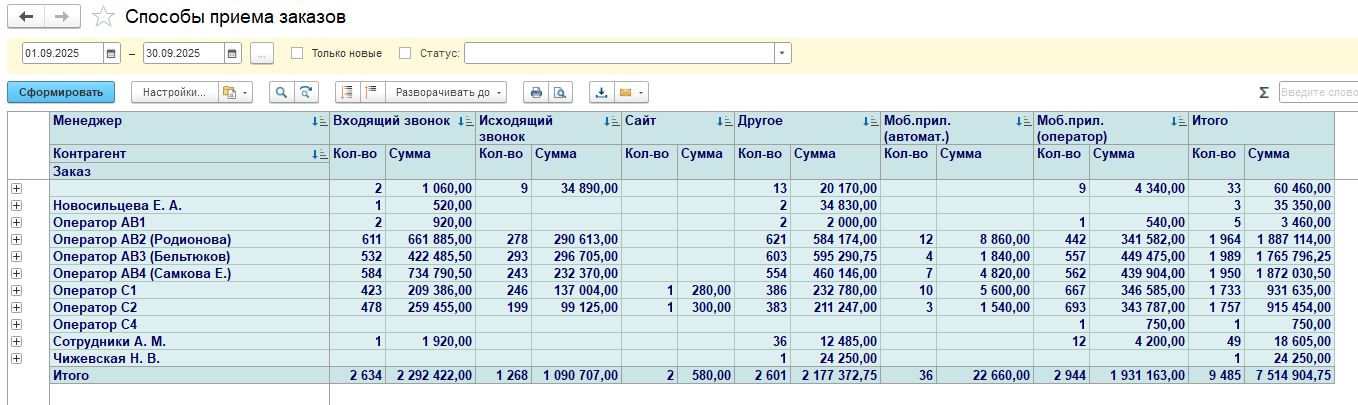 Способы приема заказов
01.09.2025 – 30.09.2025 ... Только новые Статус:
Сформировать Настройки... Разворачивать до Σ Введите слово
Менеджер Входящий звонок Исходящий звонок Сайт Другое Моб.прил. (автомат.) Моб.прил. (оператор) Итого
Контрагент Кол-во Сумма Кол-во Сумма Кол-во Сумма Кол-во Сумма Кол-во Сумма Кол-во Сумма Кол-во Сумма
Заказ
2 1 060,00 9 34 890,00 13 20 170,00 9 4 340,00 33 60 460,00
Новосильцева Е. А. 1 520,00 2 34 830,00 3 35 350,00
Оператор АВ1 2 920,00 2 2 000,00 1 540,00 5 3 460,00
Оператор АВ2 (Родионова) 611 661 885,00 278 290 613,00 621 584 174,00 12 8 860,00 442 341 582,00 1 964 1 887 114,00
Оператор АВ3 (Бельтюков) 532 422 485,50 293 296 705,00 603 595 290,75 4 1 840,00 557 449 475,00 1 989 1 765 796,25
Оператор АВ4 (Самкова Е.) 584 734 790,50 243 232 370,00 554 460 146,00 7 4 820,00 562 439 904,00 1 950 1 872 030,50
Оператор С1 423 209 386,00 246 137 004,00 1 280,00 386 232 780,00 10 5 600,00 667 346 585,00 1 733 931 635,00
Оператор С2 478 259 455,00 199 99 125,00 1 300,00 383 211 247,00 3 1 540,00 693 343 787,00 1 757 915 454,00
Оператор С4 1 750,00 1 750,00
Сотрудники А. М. 1 1 920,00 36 12 485,00 12 4 200,00 49 18 605,00
Чижевская Н. В. 1 24 250,00 1 24 250,00
Итого 2 634 2 292 422,00 1 268 1 090 707,00 2 580,00 2 601 2 177 372,75 36 22 660,00 2 944 1 931 163,00 9 485 7 514 904,75